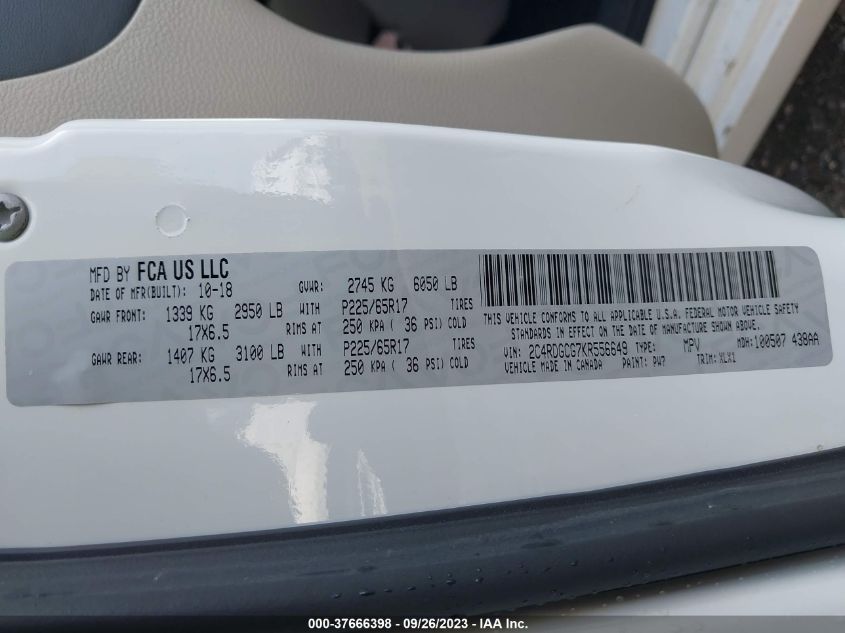 MFD BY FCA US LLC
DATE OF MFR(BUILT): 10-18 GVWR: 2745 KG 6050 LB
GAWR FRONT: 1339 KG 2950 LB WITH P225/65R17 TIRES
17X6.5 RIMS AT 250 KPA ( 36 PSI) COLD
GAWR REAR: 1407 KG 3100 LB WITH P225/65R17 TIRES
17X6.5 RIMS AT 250 KPA ( 36 PSI) COLD
THIS VEHICLE CONFORMS TO ALL APPLICABLE U.S.A. FEDERAL MOTOR VEHICLE SAFETY
STANDARDS IN EFFECT ON THE DATE OF MANUFACTURE SHOWN ABOVE.
VIN: 2C4RDGCG7KR556649 TYPE: MPV MDH: 100507 439AA
VEHICLE MADE IN CANADA PAINT: PW7 TRIM: XLX1
000-37666398 - 09/26/2023 - IAA Inc.